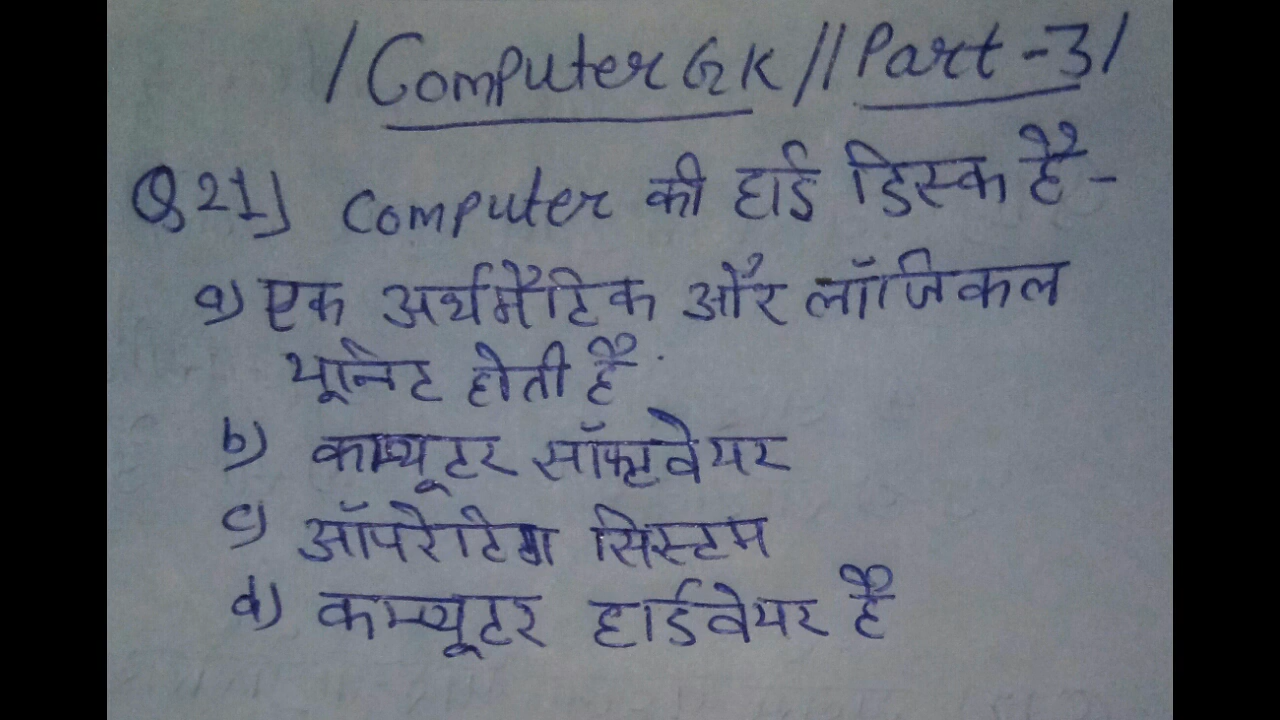 / Computer GK // Part-3 /
Q21) Computer की हार्ड डिस्क है -
a) एक अर्थमैटिक और लॉजिकल
यूनिट होती है.
b) काम्प्यूटर सॉफ्टवेयर
c) ऑपरेटिंग सिस्टम
d) कम्प्यूटर हार्डवेयर है